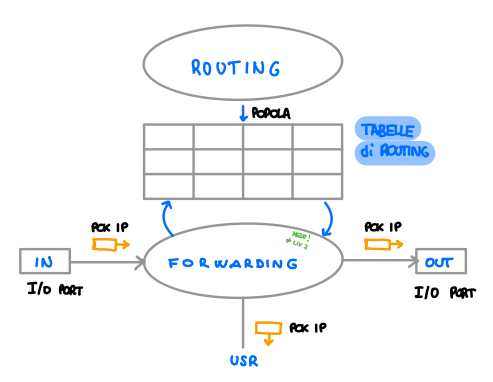 ROUTING
POPOLA
TABELLE
di ROUTING
PCK IP
PCK IP
NEXT!
≠ LIV 2
IN
FORWARDING
OUT
I/O PORT
I/O PORT
PCK IP
USR